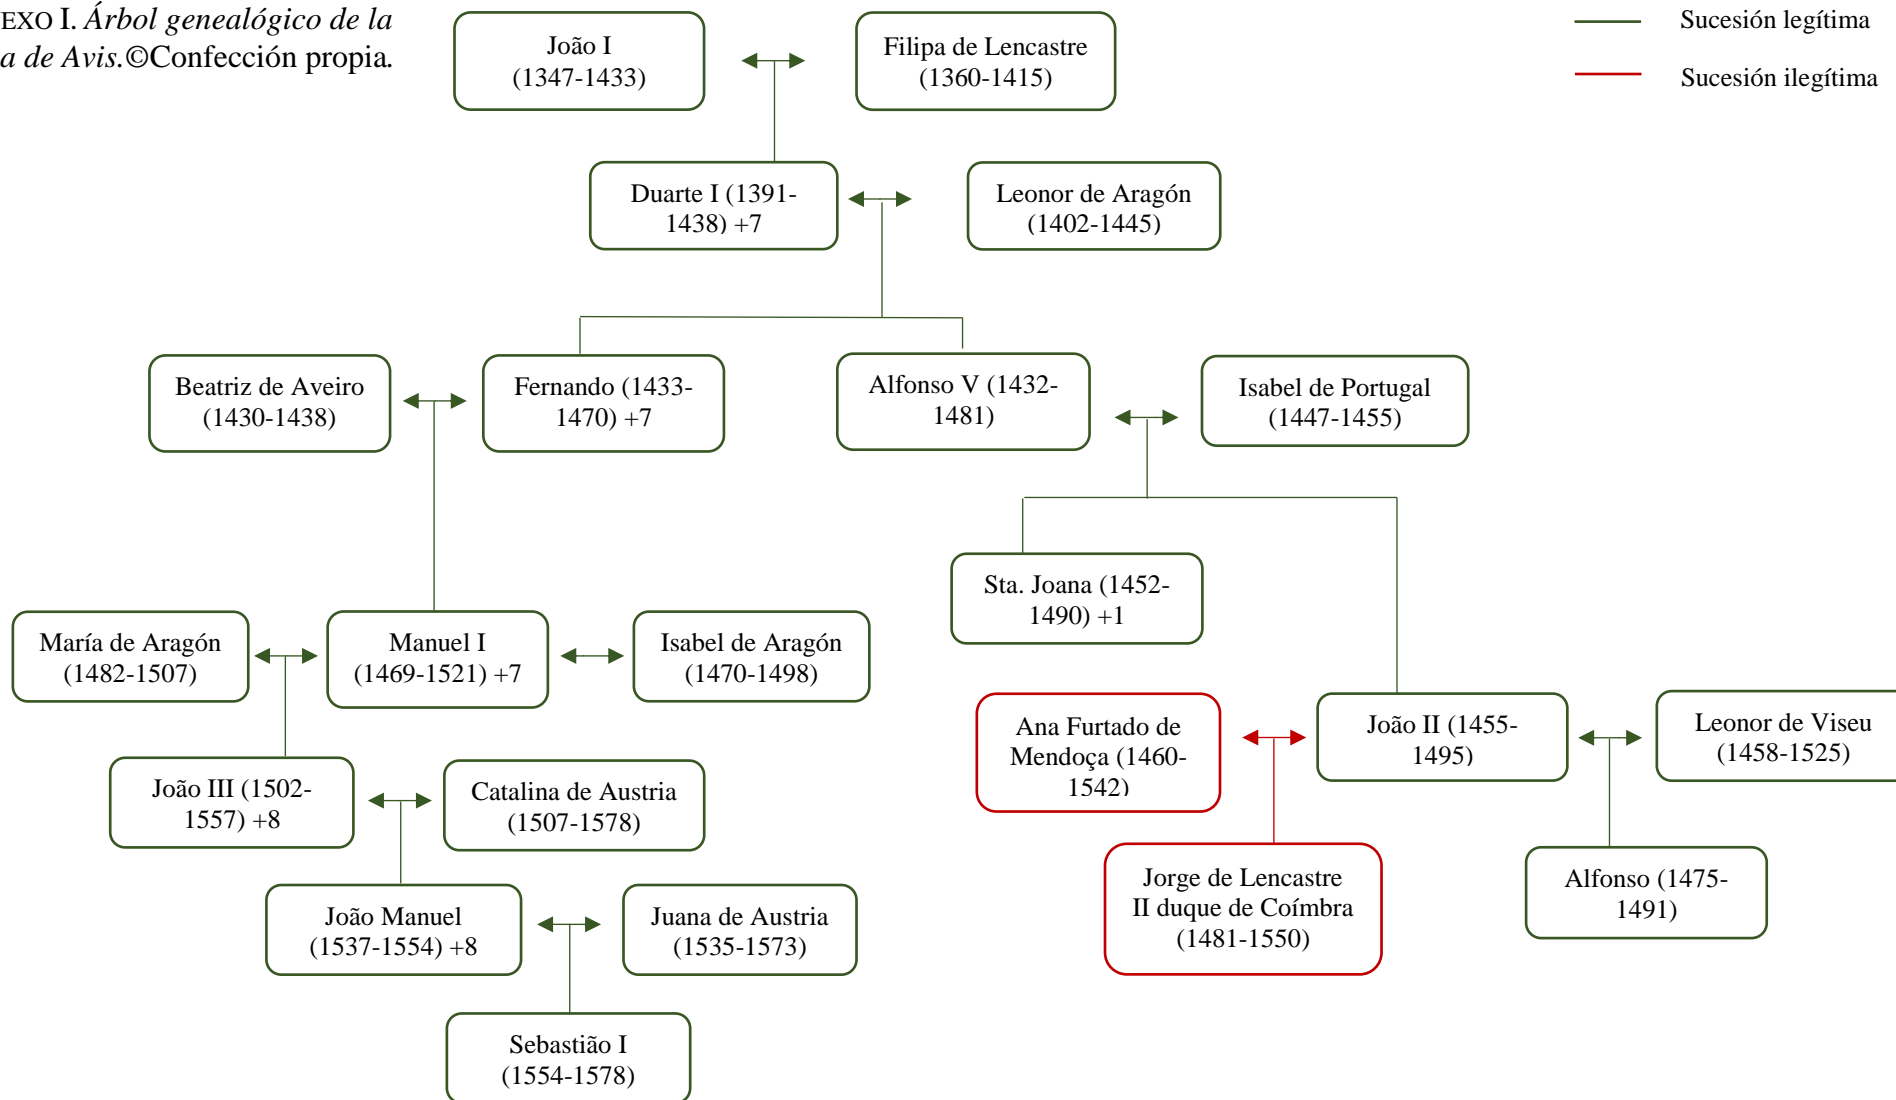 EXO I. Árbol genealógico de la
a de Avis.©Confección propia.
Sucesión legítima
Sucesión ilegítima
João I
(1347-1433)
Filipa de Lencastre
(1360-1415)
Duarte I (1391-
1438) +7
Leonor de Aragón
(1402-1445)
Beatriz de Aveiro
(1430-1438)
Fernando (1433-
1470) +7
Alfonso V (1432-
1481)
Isabel de Portugal
(1447-1455)
Sta. Joana (1452-
1490) +1
María de Aragón
(1482-1507)
Manuel I
(1469-1521) +7
Isabel de Aragón
(1470-1498)
Ana Furtado de
Mendoça (1460-
1542)
João II (1455-
1495)
Leonor de Viseu
(1458-1525)
João III (1502-
1557) +8
Catalina de Austria
(1507-1578)
Jorge de Lencastre
II duque de Coímbra
(1481-1550)
Alfonso (1475-
1491)
João Manuel
(1537-1554) +8
Juana de Austria
(1535-1573)
Sebastião I
(1554-1578)